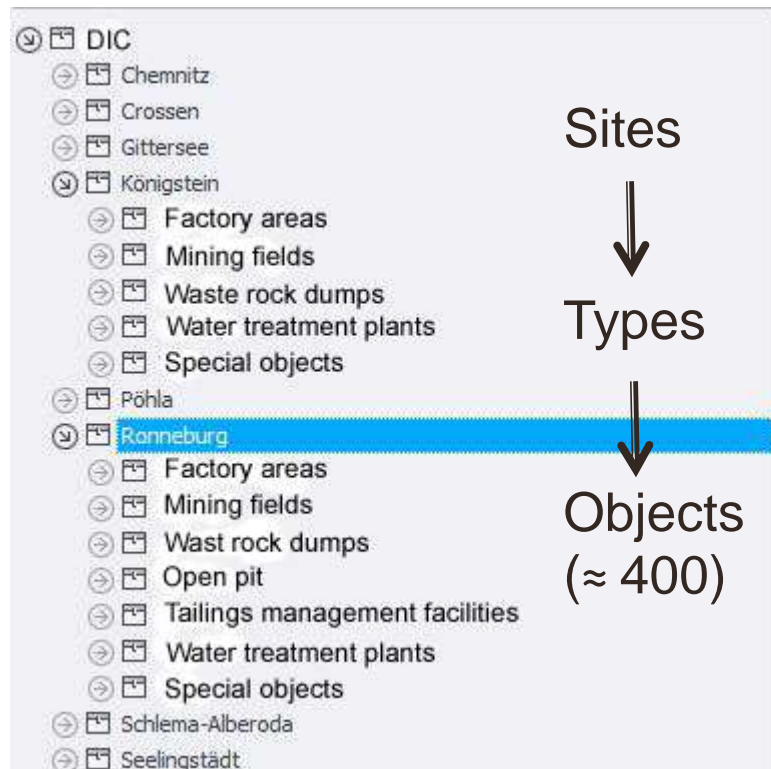 DIC
Chemnitz
Crossen
Gittersee
Königstein
Factory areas
Mining fields
Waste rock dumps
Water treatment plants
Special objects
Pöhla
Ronneburg
Factory areas
Mining fields
Wast rock dumps
Open pit
Tailings management facilities
Water treatment plants
Special objects
Schlema-Alberoda
Seelingstädt
Sites
Types
Objects
(≈ 400)